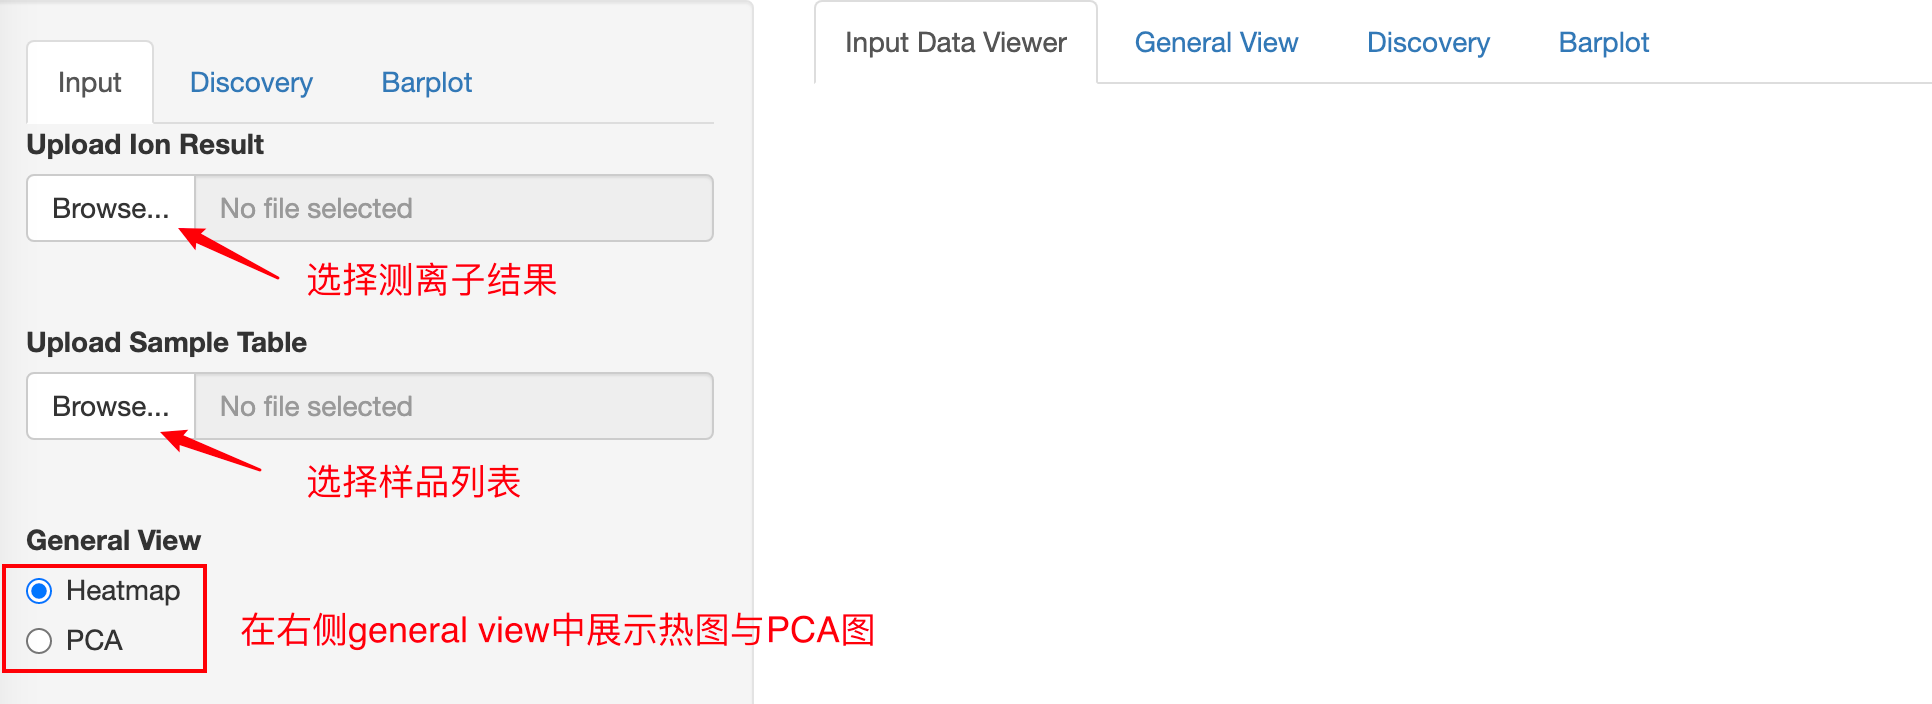 Input Discovery Barplot
Input Data Viewer General View Discovery Barplot
Upload Ion Result
Browse... No file selected
选择测离子结果
Upload Sample Table
Browse... No file selected
选择样品列表
General View
Heatmap
PCA
在右侧general view中展示热图与PCA图